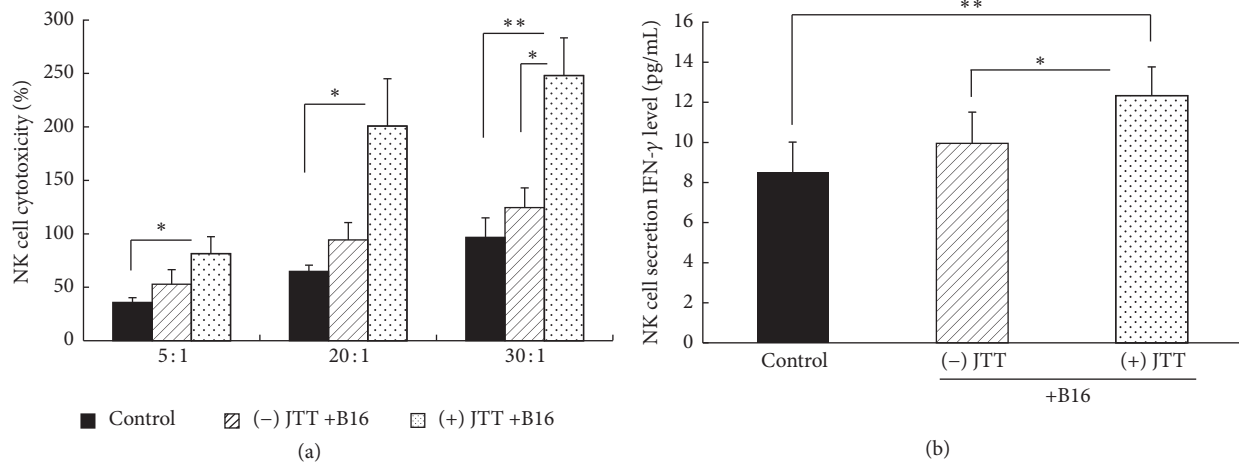 300
250
200
150
100
50
0
NK cell cytotoxicity (%)
*
*
**
*
5 : 1
20 : 1
30 : 1
Control
(−) JTT +B16
(+) JTT +B16
(a)
16
14
12
10
8
6
4
2
0
NK cell secretion IFN-γ level (pg/mL)
**
*
Control
(−) JTT
(+) JTT
+B16
(b)